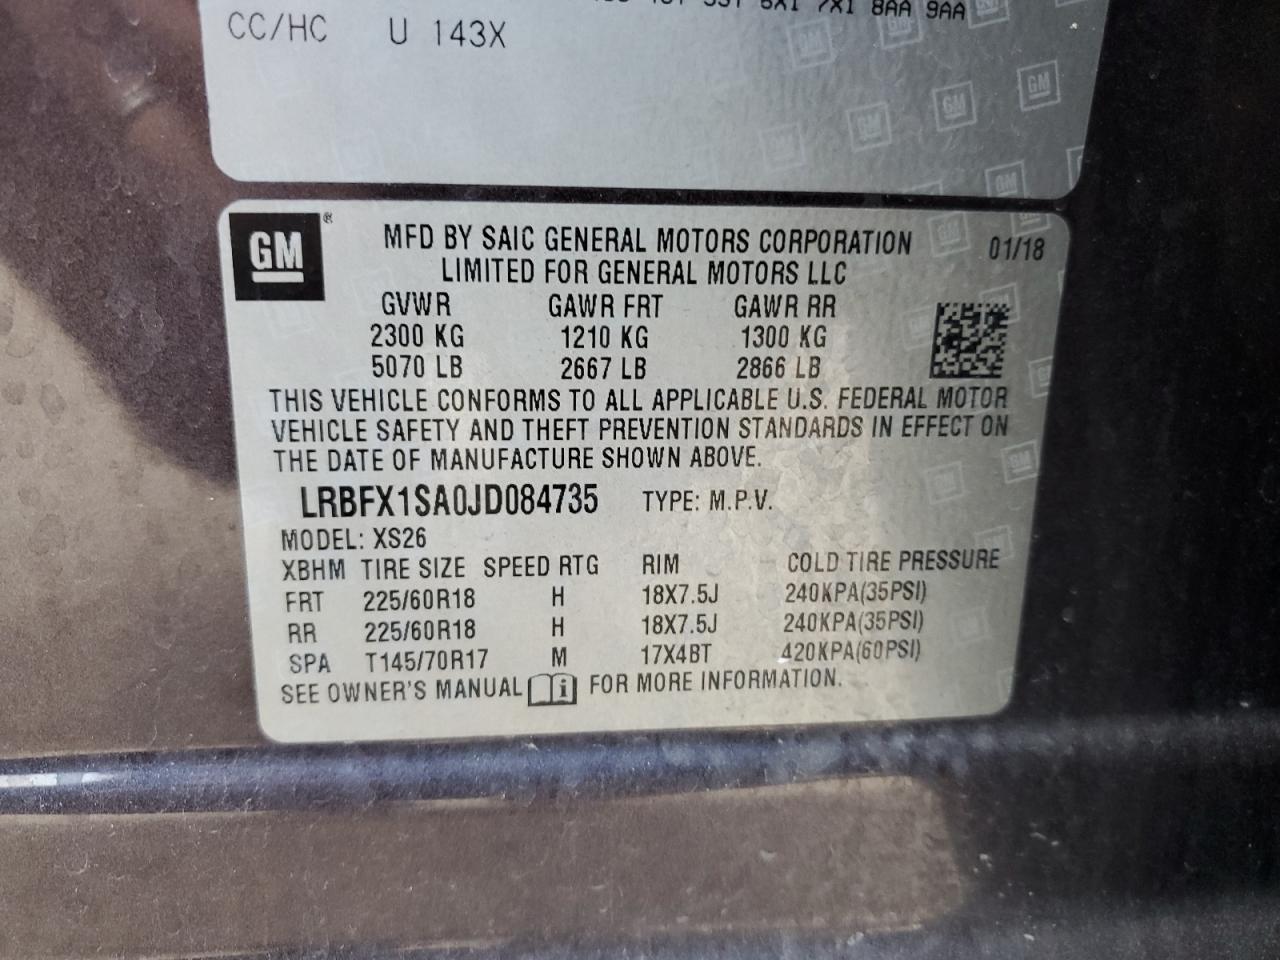 6X1 7X1 8AA 9AA
CC/HC U 143X
GM ®
MFD BY SAIC GENERAL MOTORS CORPORATION 01/18
LIMITED FOR GENERAL MOTORS LLC
GVWR GAWR FRT GAWR RR
2300 KG 1210 KG 1300 KG
5070 LB 2667 LB 2866 LB
THIS VEHICLE CONFORMS TO ALL APPLICABLE U.S. FEDERAL MOTOR
VEHICLE SAFETY AND THEFT PREVENTION STANDARDS IN EFFECT ON
THE DATE OF MANUFACTURE SHOWN ABOVE.
LRBFX1SA0JD084735 TYPE: M.P.V.
MODEL: XS26
XBHM TIRE SIZE SPEED RTG RIM COLD TIRE PRESSURE
FRT 225/60R18 H 18X7.5J 240KPA(35PSI)
RR 225/60R18 H 18X7.5J 240KPA(35PSI)
SPA T145/70R17 M 17X4BT 420KPA(60PSI)
SEE OWNER'S MANUAL i FOR MORE INFORMATION.